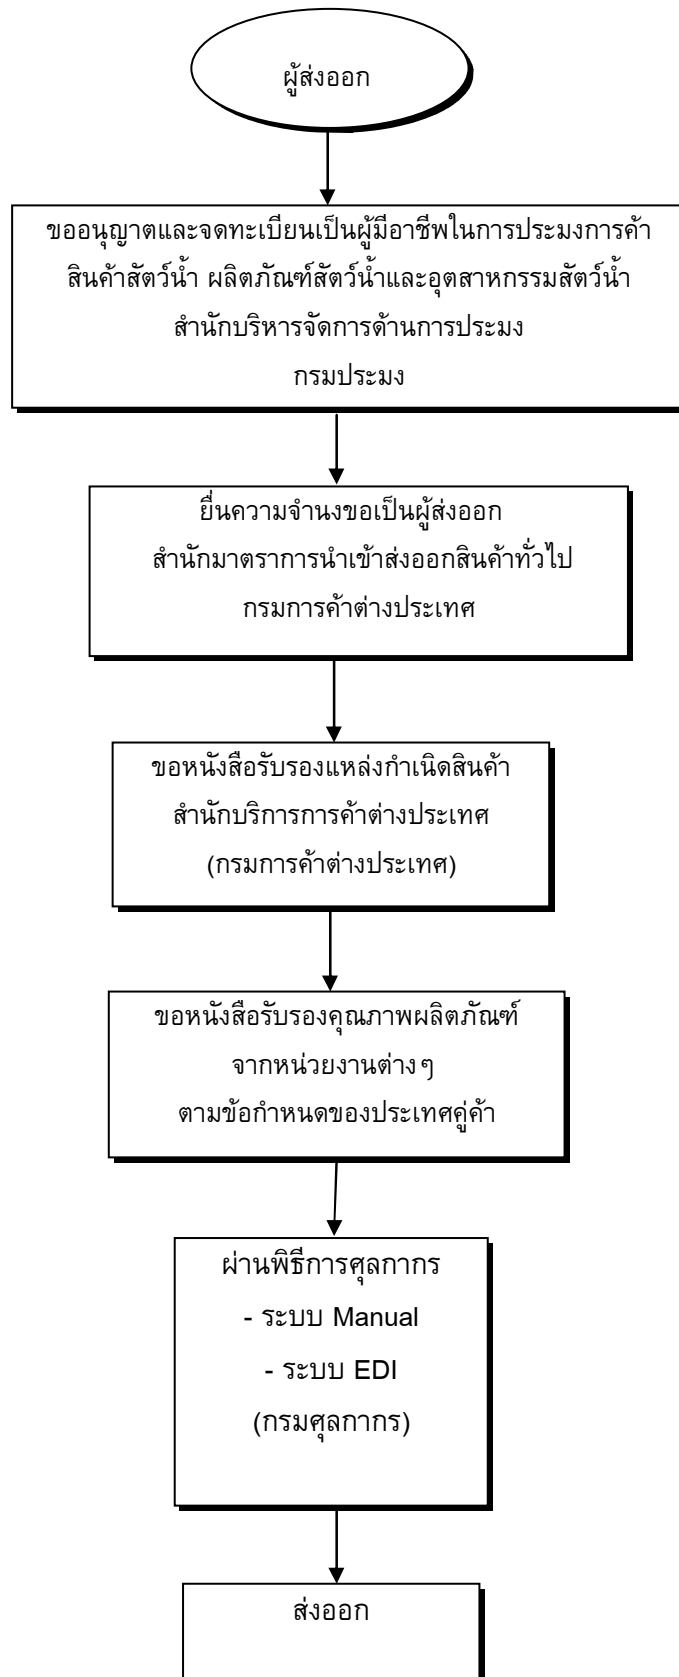 ผู้ส่งออก
ขออนุญาตและจดทะเบียนเป็นผู้มีอาชีพในการประมงการค้า
สินค้าสัตว์น้ำ ผลิตภัณฑ์สัตว์น้ำและอุตสาหกรรมสัตว์น้ำ
สำนักบริหารจัดการด้านการประมง
กรมประมง
ยื่นความจำนงขอเป็นผู้ส่งออก
สำนักมาตราการนำเข้าส่งออกสินค้าทั่วไป
กรมการค้าต่างประเทศ
ขอหนังสือรับรองแหล่งกำเนิดสินค้า
สำนักบริการการค้าต่างประเทศ
(กรมการค้าต่างประเทศ)
ขอหนังสือรับรองคุณภาพผลิตภัณฑ์
จากหน่วยงานต่างๆ
ตามข้อกำหนดของประเทศคู่ค้า
ผ่านพิธีการศุลกากร
- ระบบ Manual
- ระบบ EDI
(กรมศุลกากร)
ส่งออก